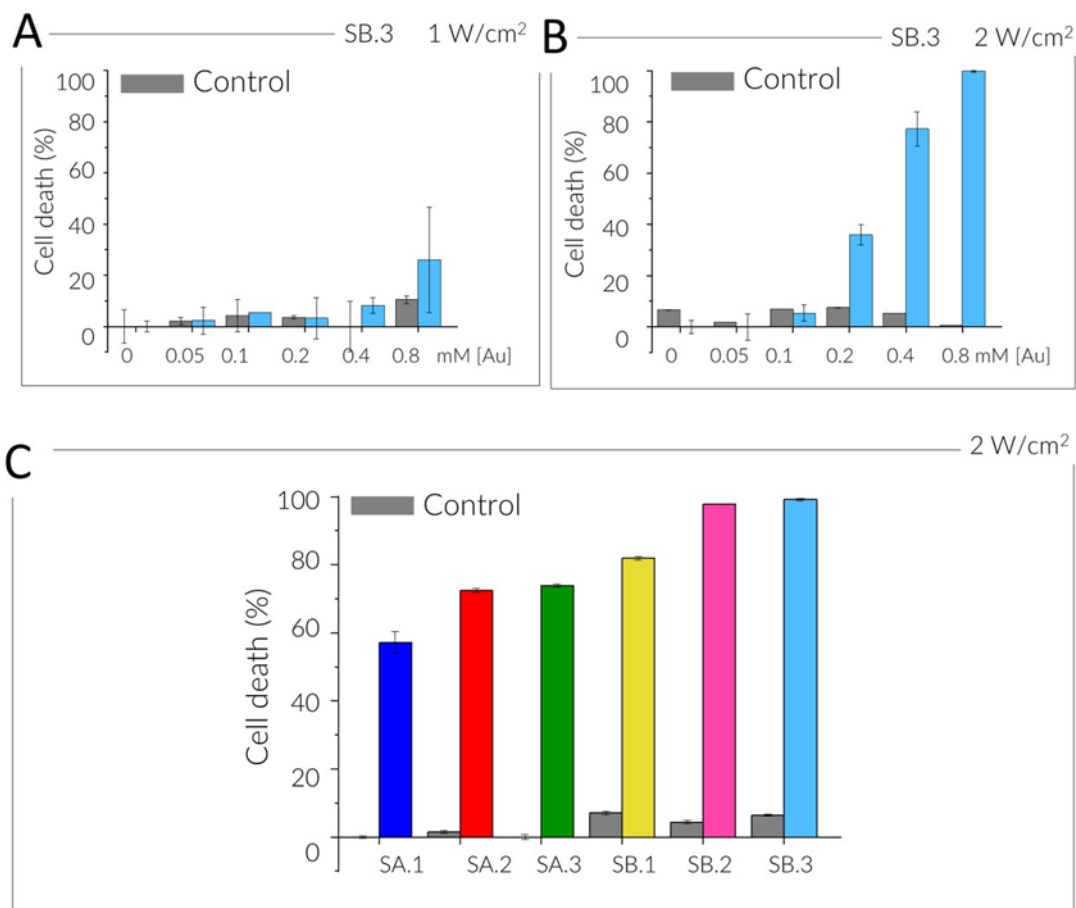 A
SB.3 1 W/cm²
Control
Cell death (%)
100
80
60
40
20
0
0 0.05 0.1 0.2 0.4 0.8 mM [Au]
B
SB.3 2 W/cm²
Control
Cell death (%)
100
80
60
40
20
0
0 0.05 0.1 0.2 0.4 0.8 mM [Au]
C
2 W/cm²
Control
Cell death (%)
100
80
60
40
20
0
SA.1 SA.2 SA.3 SB.1 SB.2 SB.3